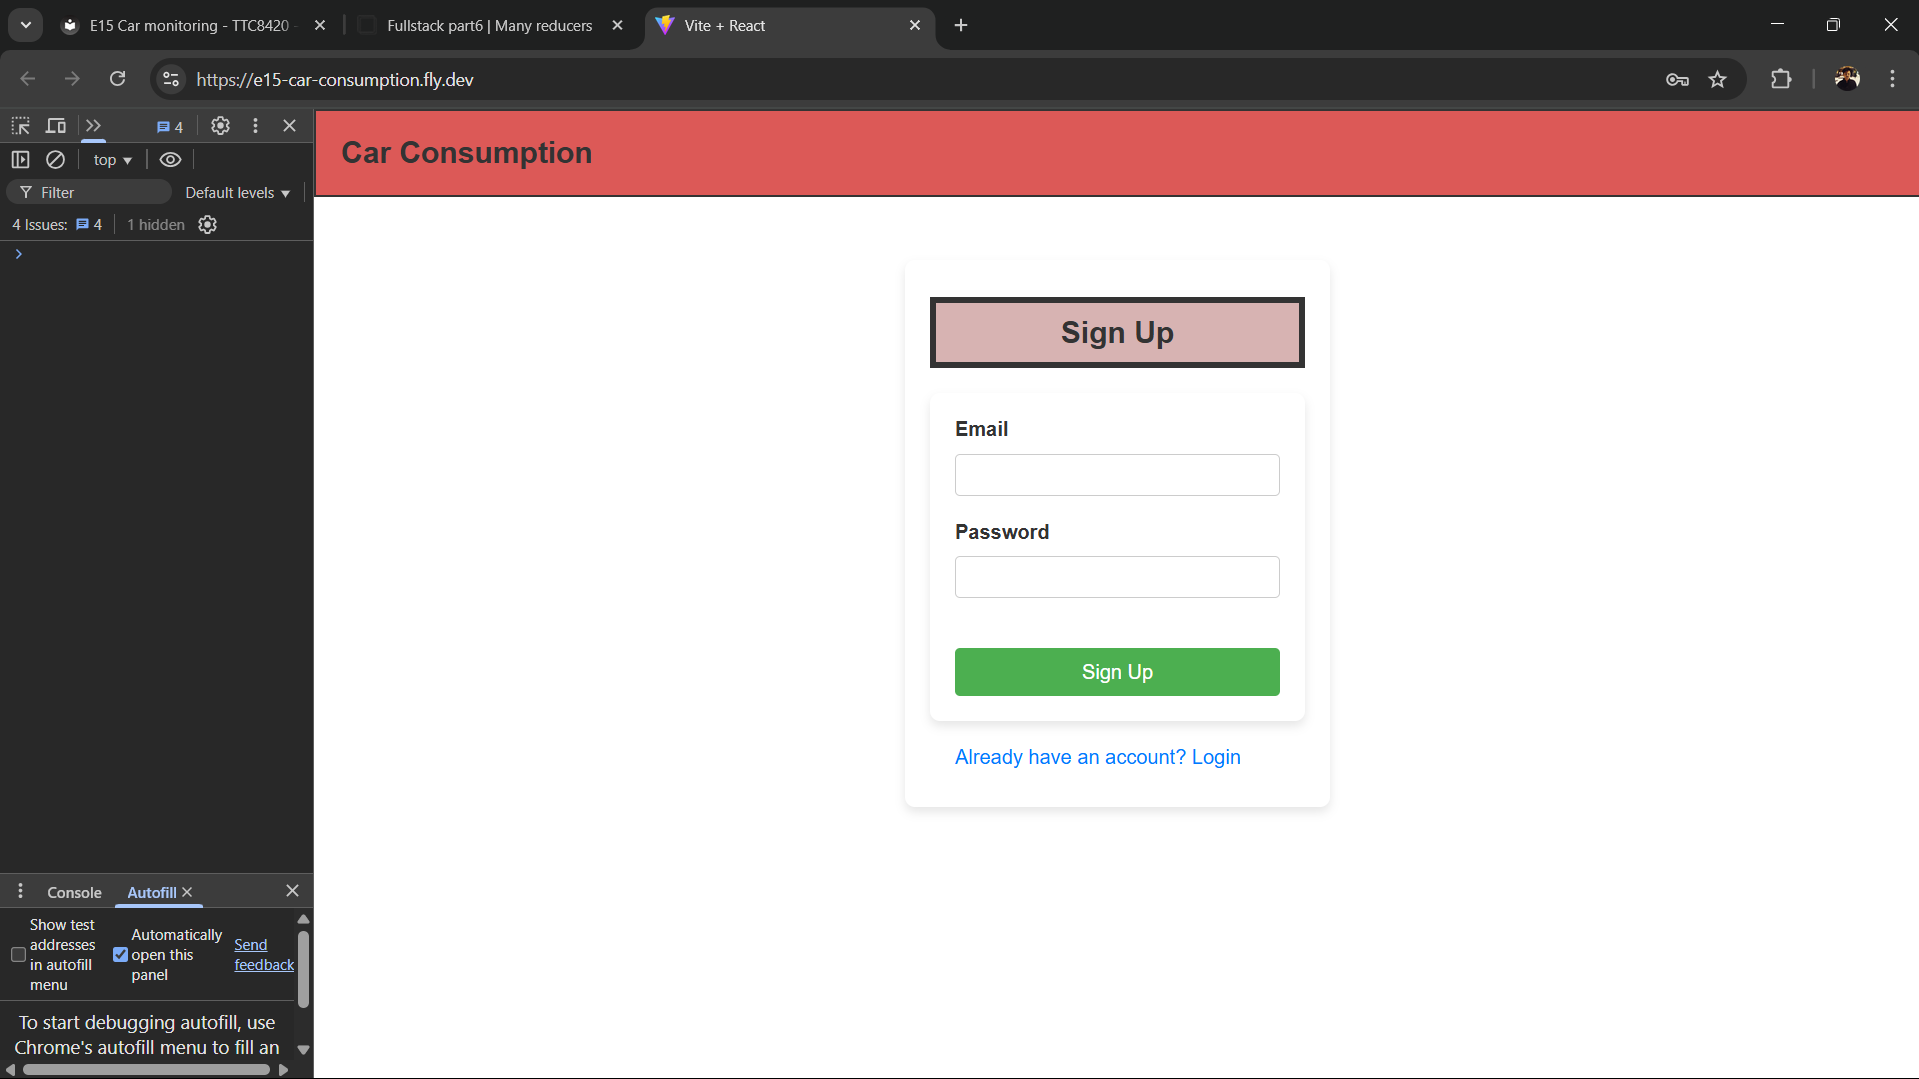 E15 Car monitoring - TTC8420
Fullstack part6 | Many reducers
Vite + React
https://e15-car-consumption.fly.dev
4
top
Filter
Default levels
4 Issues: 4
1 hidden
Car Consumption
Sign Up
Email
Password
Sign Up
Already have an account? Login
Console
Autofill
Show test
addresses
in autofill
menu
Automatically
open this
panel
Send
feedback
To start debugging autofill, use
Chrome's autofill menu to fill an